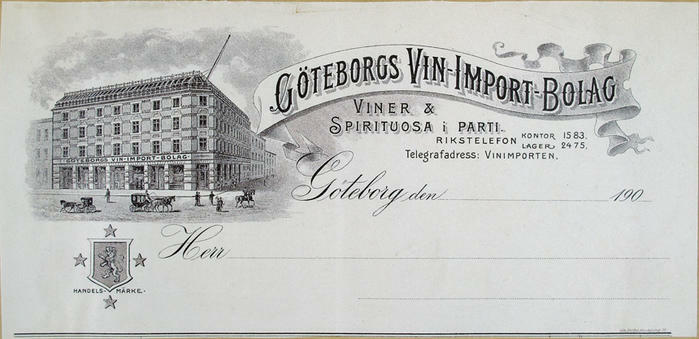 GÖTEBORGS VIN-IMPORT-BOLAG
VINER &
SPIRITUOSA i PARTI.
RIKSTELEFON KONTOR 1583.
LAGER 2475.
Telegrafadress: VINIMPORTEN.
GÖTEBORGS VIN-IMPORT-BOLAG
Göteborg den 190
Herr
HANDELS- MÄRKE.